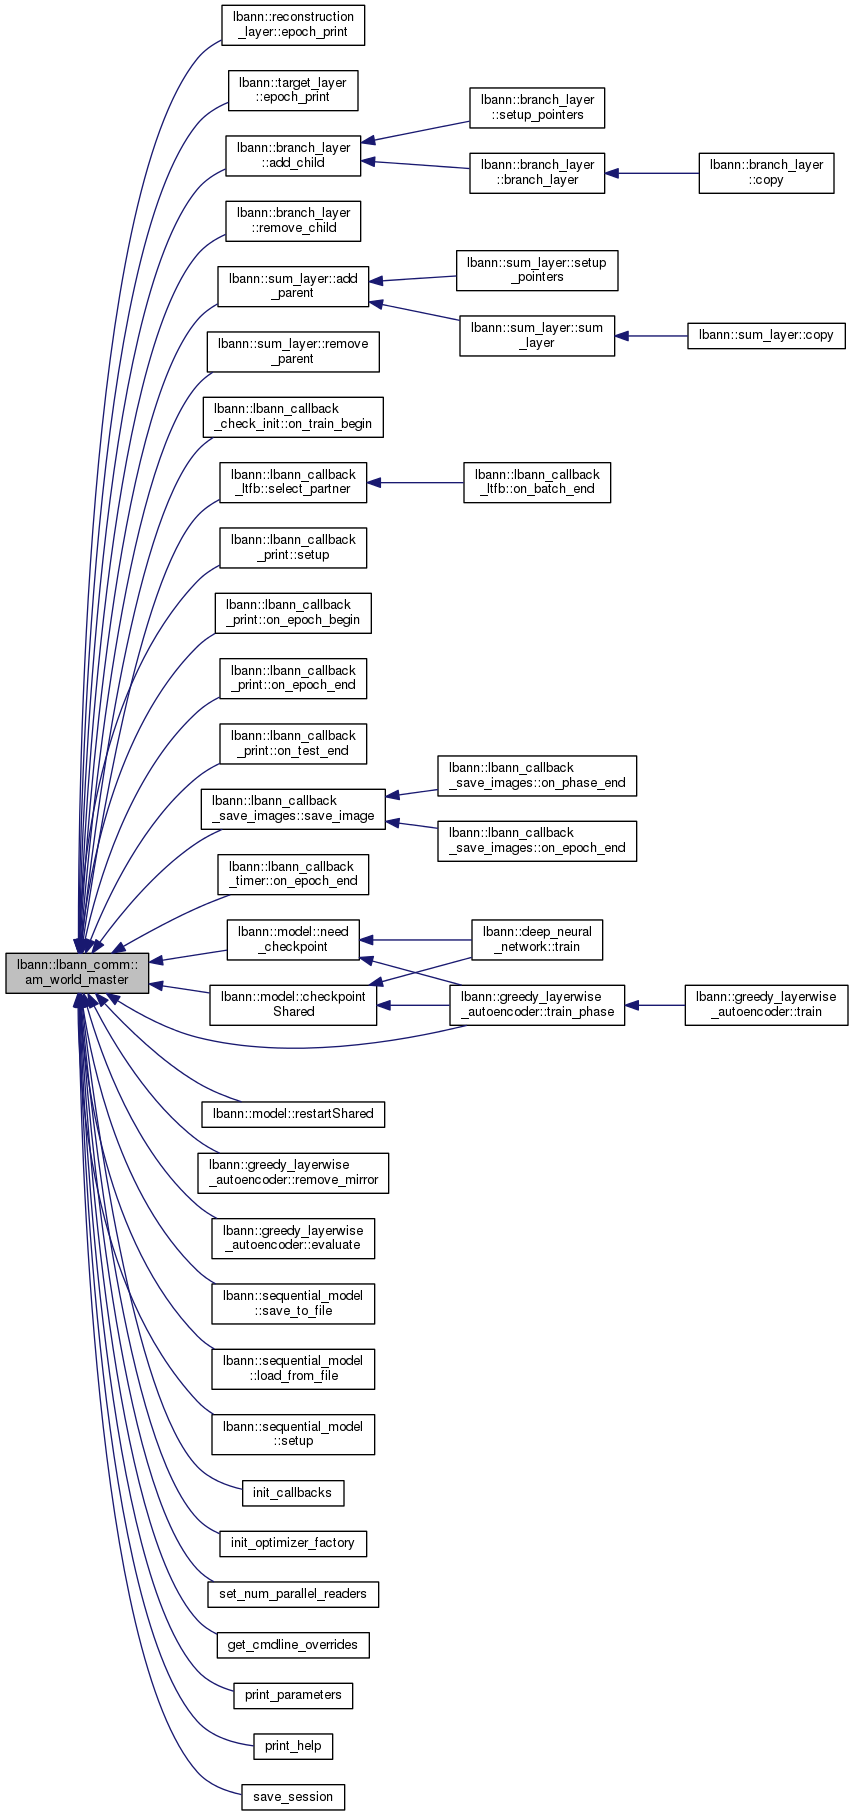 lbann::reconstruction
_layer::epoch_print
lbann::target_layer
::epoch_print
lbann::branch_layer
::setup_pointers
lbann::branch_layer
::add_child
lbann::branch_layer
::branch_layer
lbann::branch_layer
::copy
lbann::branch_layer
::remove_child
lbann::sum_layer::setup
_pointers
lbann::sum_layer::add
_parent
lbann::sum_layer::sum
_layer
lbann::sum_layer::copy
lbann::sum_layer::remove
_parent
lbann::lbann_callback
_check_init::on_train_begin
lbann::lbann_callback
_ltfb::select_partner
lbann::lbann_callback
_ltfb::on_batch_end
lbann::lbann_callback
_print::setup
lbann::lbann_callback
_print::on_epoch_begin
lbann::lbann_callback
_print::on_epoch_end
lbann::lbann_callback
_print::on_test_end
lbann::lbann_callback
_save_images::on_phase_end
lbann::lbann_callback
_save_images::save_image
lbann::lbann_callback
_save_images::on_epoch_end
lbann::lbann_callback
_timer::on_epoch_end
lbann::model::need
_checkpoint
lbann::deep_neural
_network::train
lbann::lbann_comm::
am_world_master
lbann::model::checkpoint
Shared
lbann::greedy_layerwise
_autoencoder::train_phase
lbann::greedy_layerwise
_autoencoder::train
lbann::model::restartShared
lbann::greedy_layerwise
_autoencoder::remove_mirror
lbann::greedy_layerwise
_autoencoder::evaluate
lbann::sequential_model
::save_to_file
lbann::sequential_model
::load_from_file
lbann::sequential_model
::setup
init_callbacks
init_optimizer_factory
set_num_parallel_readers
get_cmdline_overrides
print_parameters
print_help
save_session